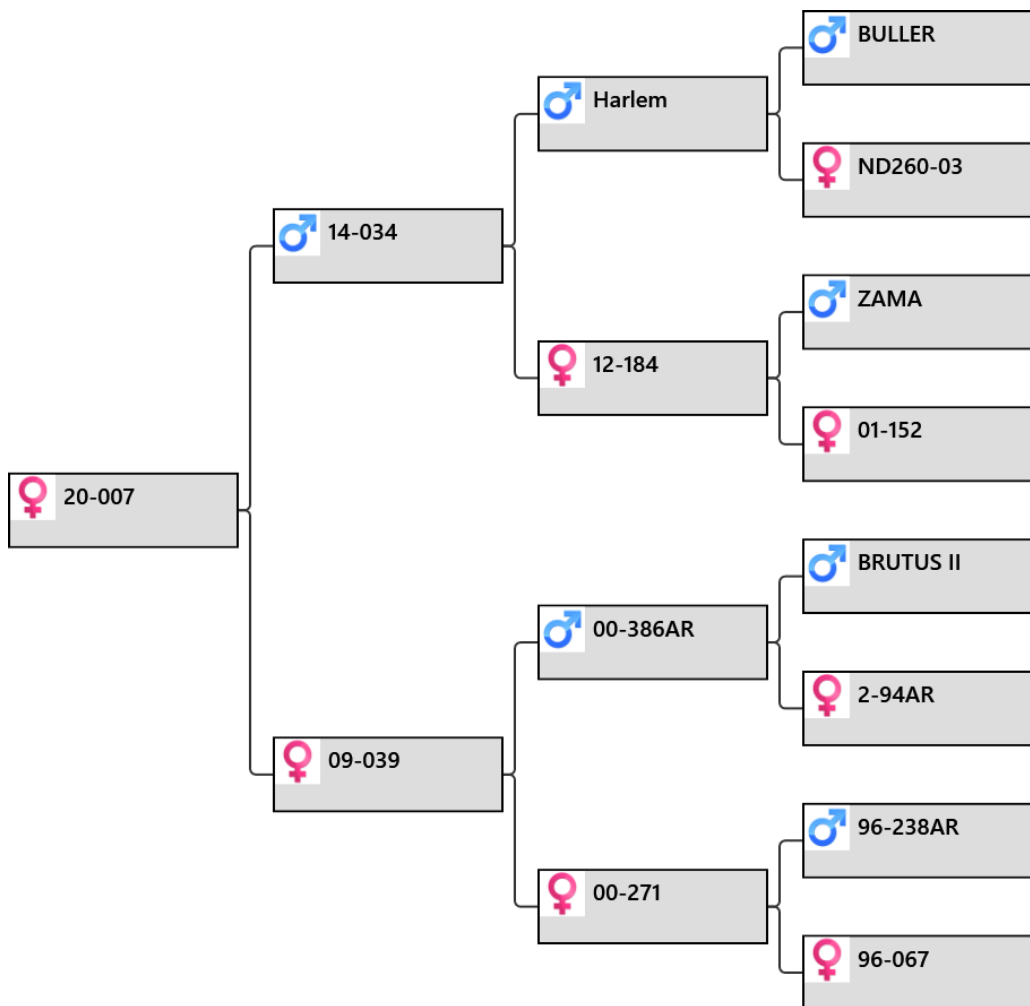 BULLER
Harlem
ND260-03
14-034
ZAMA
12-184
01-152
20-007
BRUTUS II
00-386AR
2-94AR
09-039
96-238AR
00-271
96-067